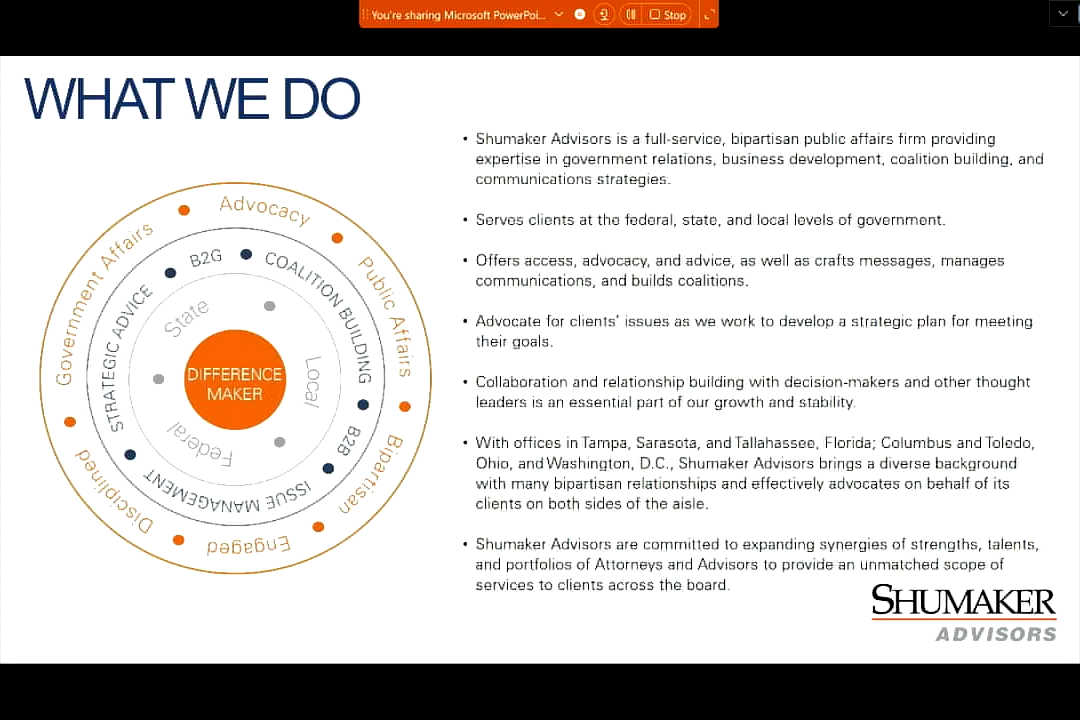 You're sharing Microsoft PowerPoi...
Stop
WHAT WE DO
• Shumaker Advisors is a full-service, bipartisan public affairs firm providing
expertise in government relations, business development, coalition building, and
communications strategies.
• Serves clients at the federal, state, and local levels of government.
• Offers access, advocacy, and advice, as well as crafts messages, manages
communications, and builds coalitions.
• Advocate for clients' issues as we work to develop a strategic plan for meeting
their goals.
• Collaboration and relationship building with decision-makers and other thought
leaders is an essential part of our growth and stability.
• With offices in Tampa, Sarasota, and Tallahassee, Florida; Columbus and Toledo,
Ohio, and Washington, D.C., Shumaker Advisors brings a diverse background
with many bipartisan relationships and effectively advocates on behalf of its
clients on both sides of the aisle.
• Shumaker Advisors are committed to expanding synergies of strengths, talents,
and portfolios of Attorneys and Advisors to provide an unmatched scope of
services to clients across the board.
Advocacy
Public Affairs
Bipartisan
Engaged
Disciplined
Government Affairs
B2G
COALITION BUILDING
B2B
ISSUE MANAGEMENT
STRATEGIC ADVICE
State
Local
Federal
DIFFERENCE
MAKER
SHUMAKER
ADVISORS